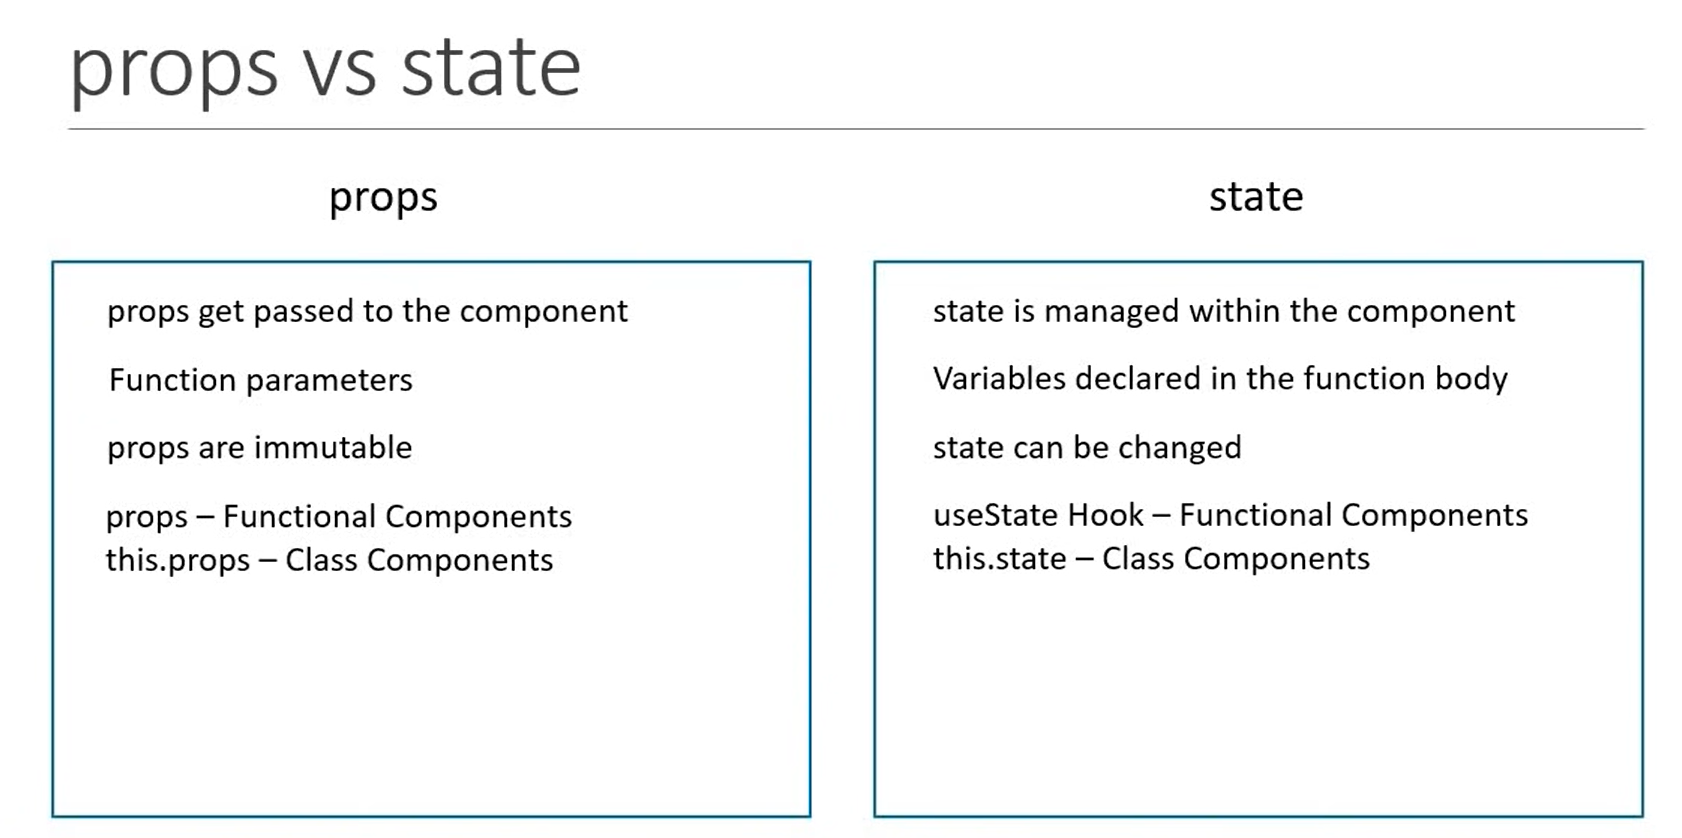 props vs state
props
props get passed to the component
Function parameters
props are immutable
props – Functional Components
this.props – Class Components
state
state is managed within the component
Variables declared in the function body
state can be changed
useState Hook – Functional Components
this.state – Class Components